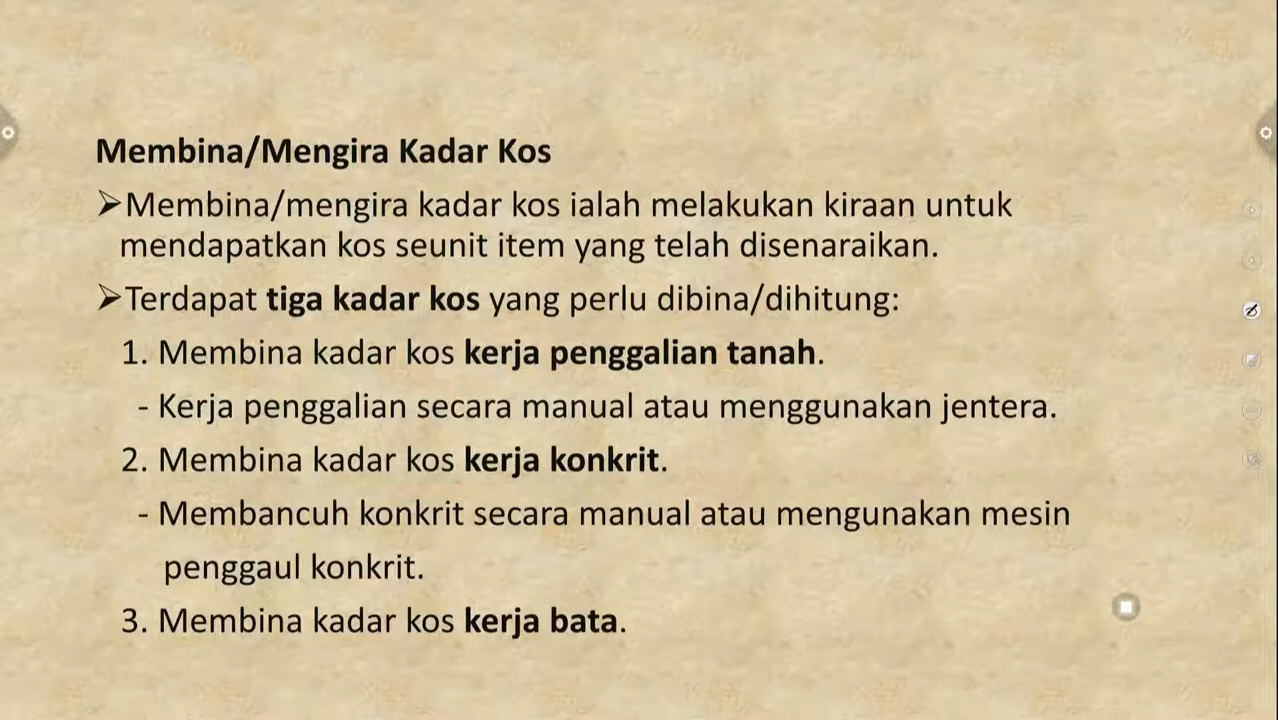 Membina/Mengira Kadar Kos
➢Membina/mengira kadar kos ialah melakukan kiraan untuk
mendapatkan kos seunit item yang telah disenaraikan.
➢Terdapat tiga kadar kos yang perlu dibina/dihitung:
1. Membina kadar kos kerja penggalian tanah.
- Kerja penggalian secara manual atau menggunakan jentera.
2. Membina kadar kos kerja konkrit.
- Membancuh konkrit secara manual atau mengunakan mesin
penggaul konkrit.
3. Membina kadar kos kerja bata.